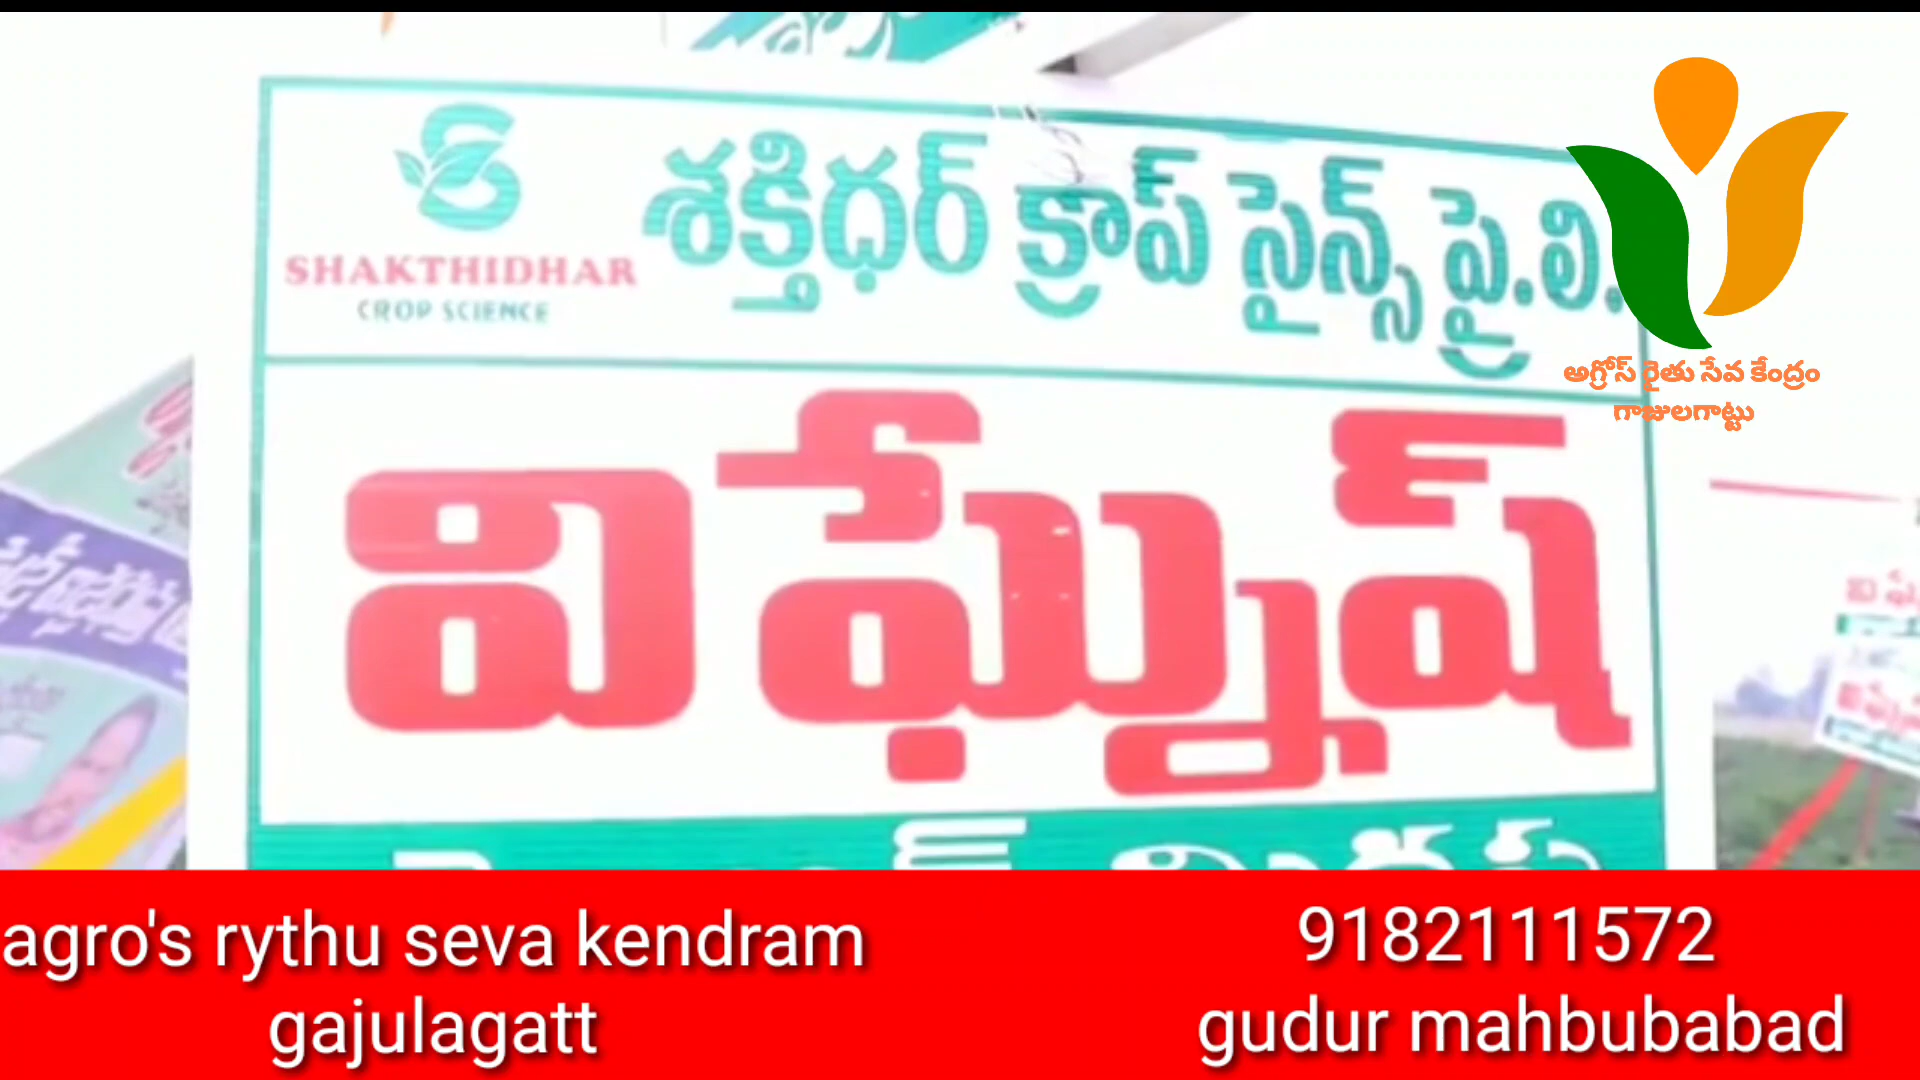 SHAKTHIDHAR
CROP SCIENCE
శక్తిధర్ క్రాప్ సైన్స్ ప్రై.లి.
విఘ్నేష్
అగ్రోస్ రైతు సేవ కేంద్రం
గాజులగాట్టు
agro's rythu seva kendram
gajulagatt
9182111572
gudur mahbubabad